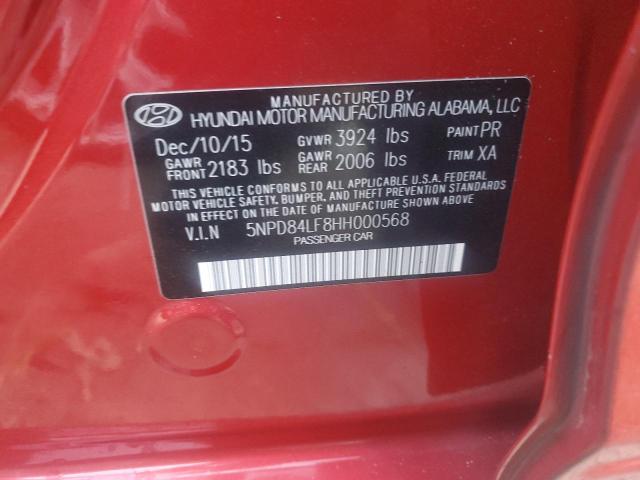 MANUFACTURED BY
HYUNDAI MOTOR MANUFACTURING ALABAMA, LLC
Dec/10/15 GVWR 3924 lbs PAINT PR
GAWR FRONT 2183 lbs GAWR REAR 2006 lbs TRIM XA
THIS VEHICLE CONFORMS TO ALL APPLICABLE U.S.A. FEDERAL
MOTOR VEHICLE SAFETY, BUMPER, AND THEFT PREVENTION STANDARDS
IN EFFECT ON THE DATE OF MANUFACTURE SHOWN ABOVE.
V.I.N 5NPD84LF8HH000568
PASSENGER CAR